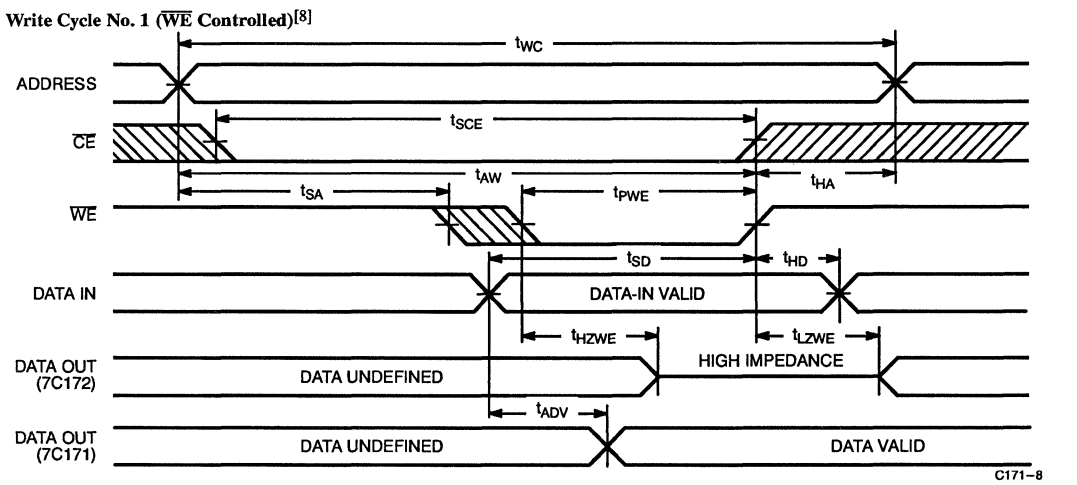 Write Cycle No. 1 (WE Controlled)[8]
tWC
ADDRESS
tSCE
CE
tAW
tHA
tSA
tPWE
WE
tSD
tHD
DATA IN
DATA-IN VALID
tHZWE
tLZWE
HIGH IMPEDANCE
DATA OUT
(7C172)
DATA UNDEFINED
tADV
DATA OUT
(7C171)
DATA UNDEFINED
DATA VALID
C171-8